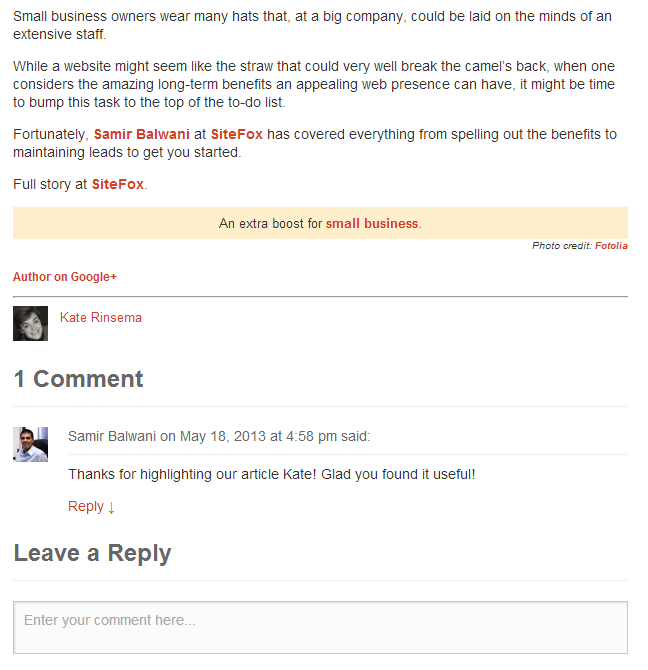 Small business owners wear many hats that, at a big company, could be laid on the minds of an
extensive staff.
While a website might seem like the straw that could very well break the camel's back, when one
considers the amazing long-term benefits an appealing web presence can have, it might be time
to bump this task to the top of the to-do list.
Fortunately, Samir Balwani at SiteFox has covered everything from spelling out the benefits to
maintaining leads to get you started.
Full story at SiteFox.
An extra boost for small business.
Photo credit: Fotolia
Author on Google+
Kate Rinsema
1 Comment
Samir Balwani on May 18, 2013 at 4:58 pm said:
Thanks for highlighting our article Kate! Glad you found it useful!
Reply ↓
Leave a Reply
Enter your comment here...